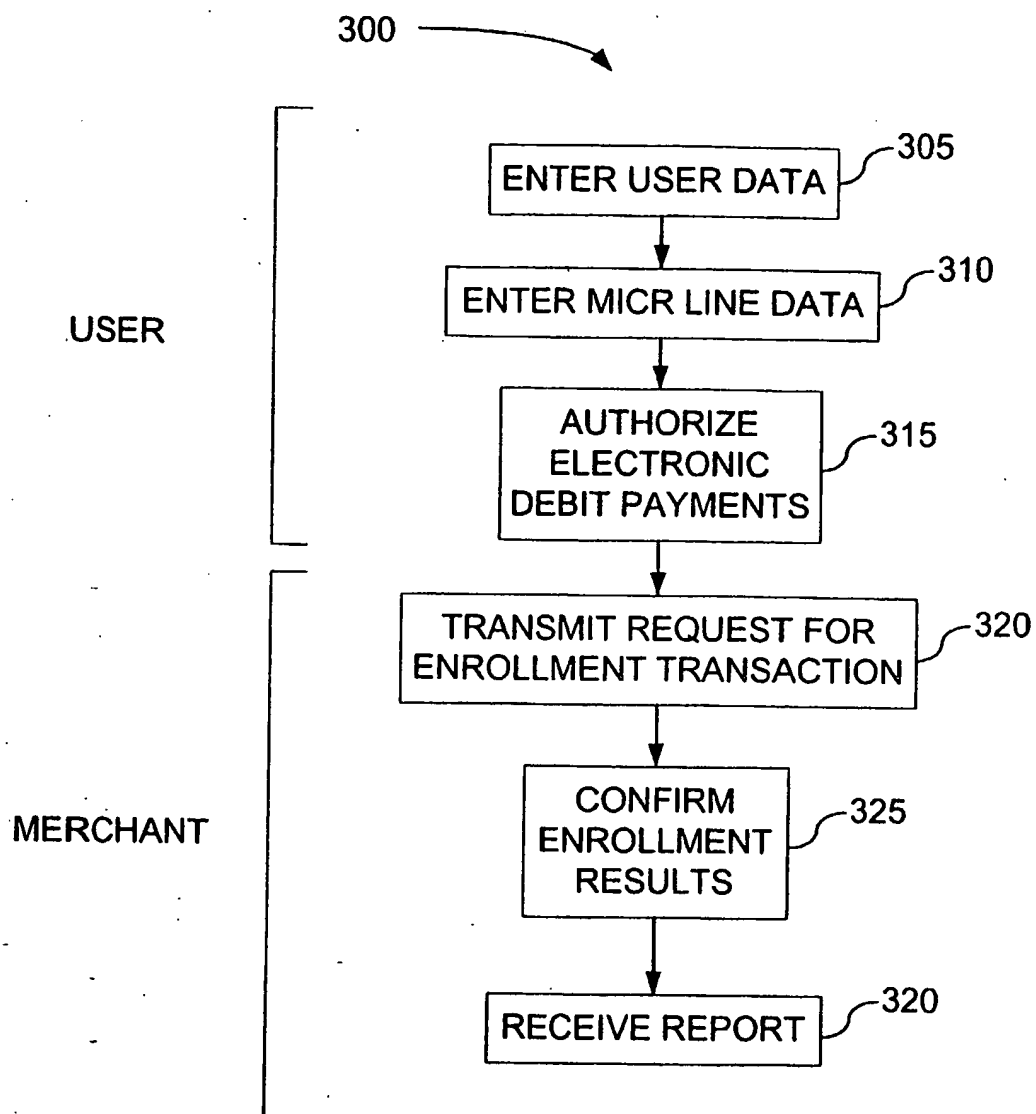 300
ENTER USER DATA
305
ENTER MICR LINE DATA
310
USER
AUTHORIZE
ELECTRONIC
DEBIT PAYMENTS
315
TRANSMIT REQUEST FOR
ENROLLMENT TRANSACTION
320
MERCHANT
CONFIRM
ENROLLMENT
RESULTS
325
RECEIVE REPORT
320